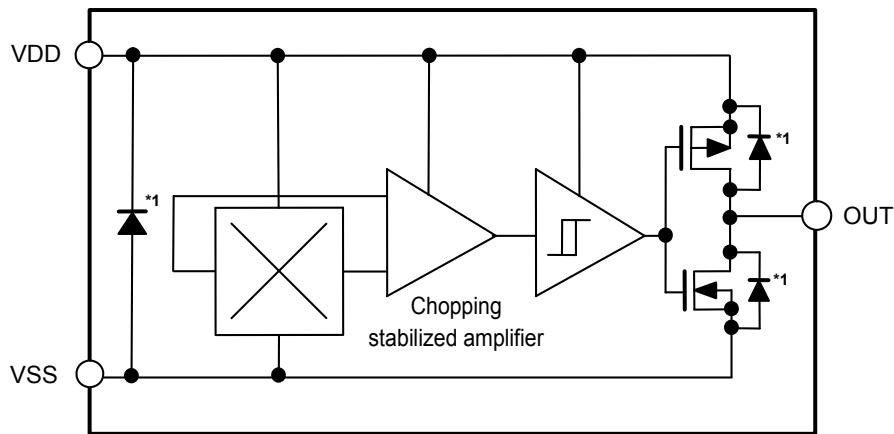 VDD
*1
*1
OUT
*1
Chopping
stabilized amplifier
VSS